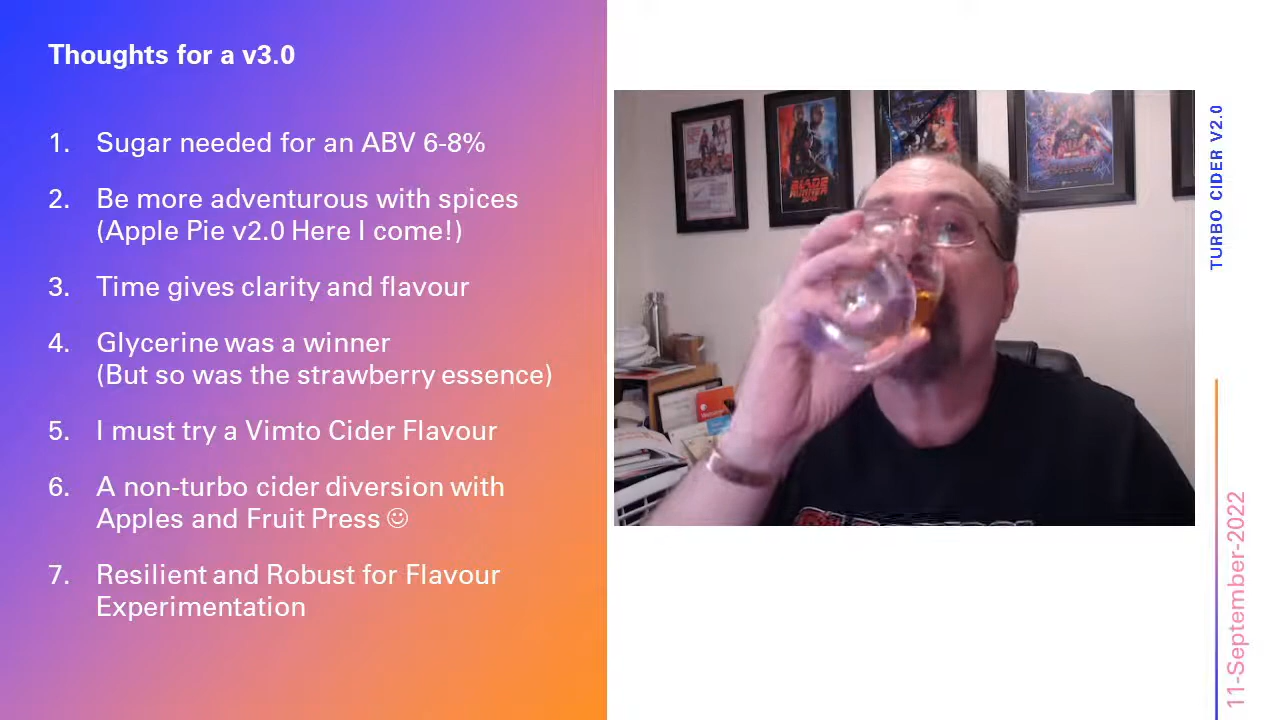 Thoughts for a v3.0
1. Sugar needed for an ABV 6-8%
2. Be more adventurous with spices
(Apple Pie v2.0 Here I come!)
3. Time gives clarity and flavour
4. Glycerine was a winner
(But so was the strawberry essence)
5. I must try a Vimto Cider Flavour
6. A non-turbo cider diversion with
Apples and Fruit Press ☺
7. Resilient and Robust for Flavour
Experimentation
BLADE
RUNNER
TURBO CIDER V2.0
11-September-2022